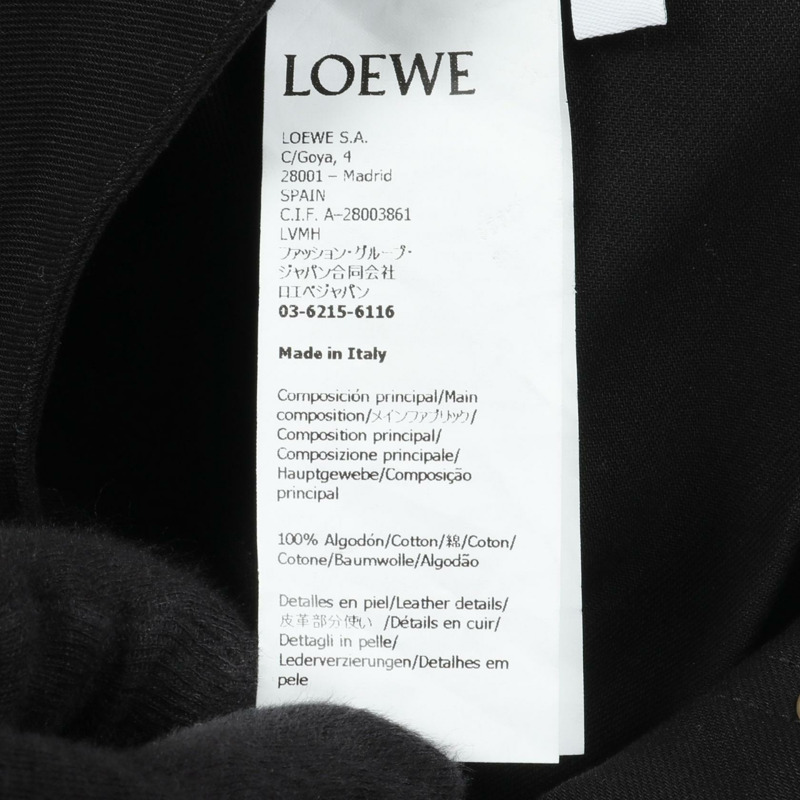 LOEWE
LOEWE S.A.
C/Goya, 4
28001 – Madrid
SPAIN
C.I.F. A–28003861
LVMH
ファッション・グループ・
ジャパン合同会社
ロエベジャパン
03-6215-6116
Made in Italy
Composición principal/Main
composition/メインファブリック/
Composition principal/
Composizione principale/
Hauptgewebe/Composição
principal
100% Algodón/Cotton/綿/Coton/
Cotone/Baumwolle/Algodão
Detalles en piel/Leather details/
皮革部分使い /Détails en cuir/
Dettagli in pelle/
Lederverzierungen/Detalhes em
pele